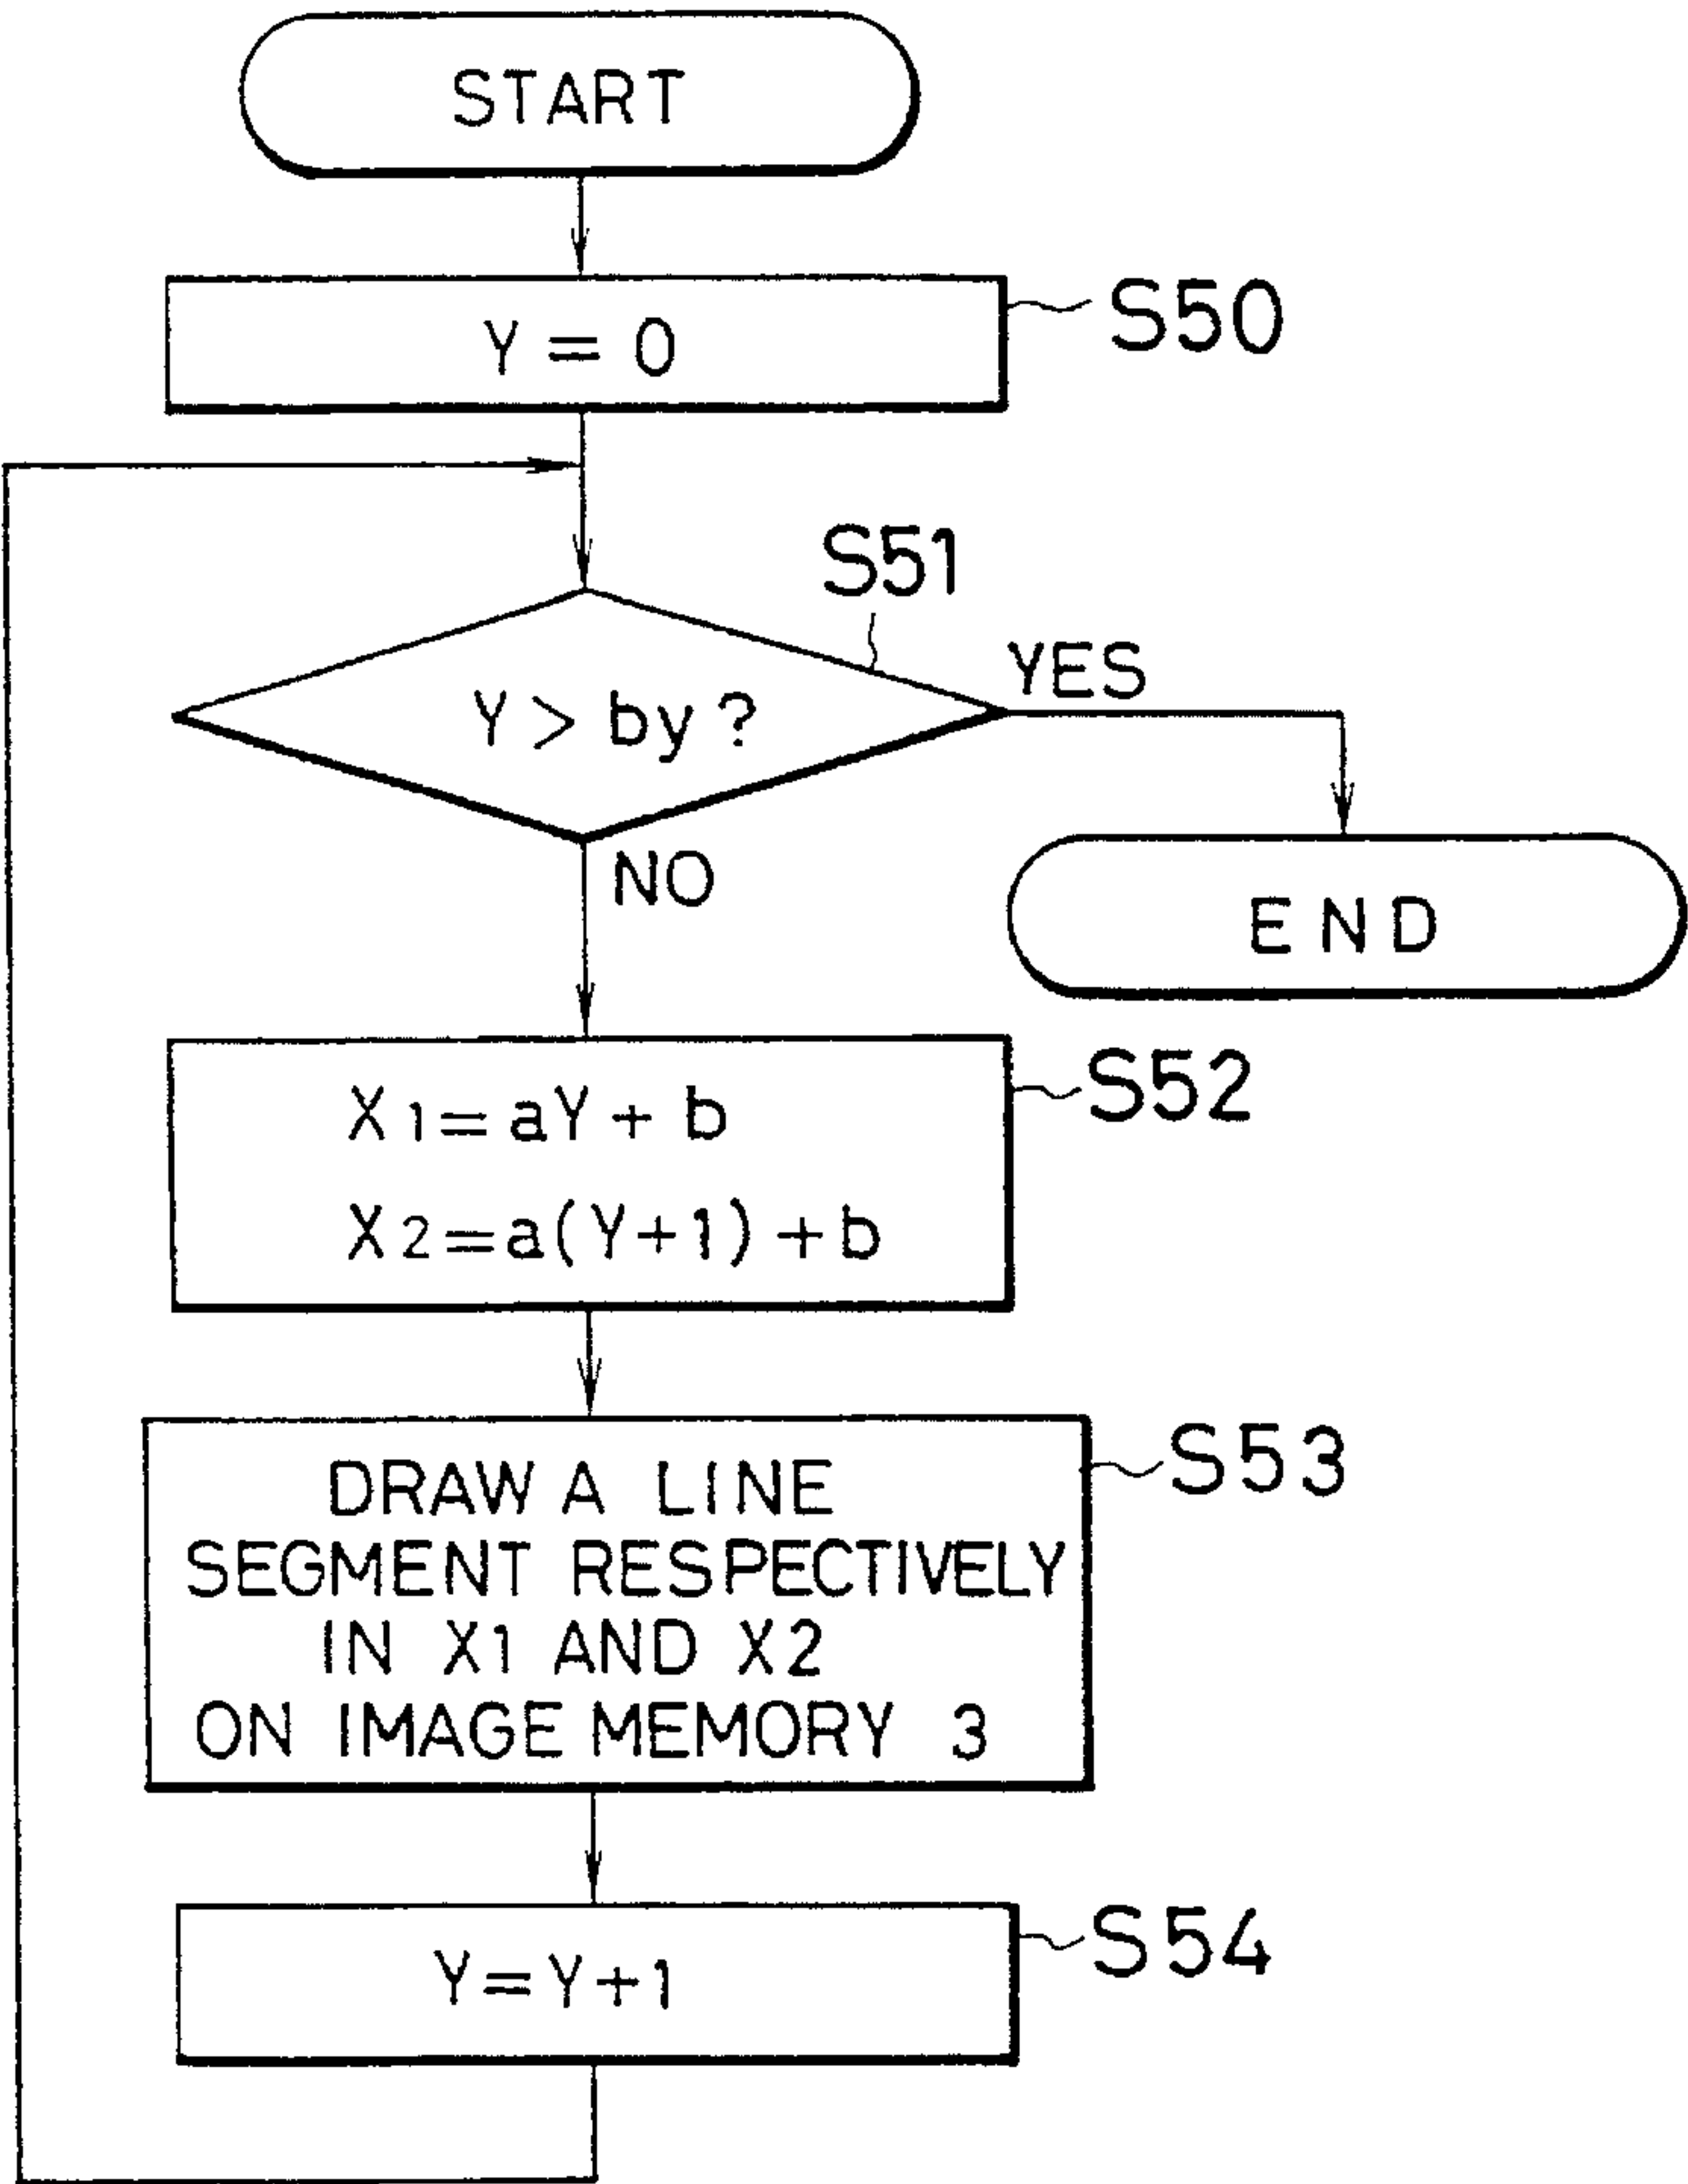 START
Y = 0
S50
S51
Y > by ?
YES
NO
END
X1 = aY + b
X2 = a(Y+1) + b
S52
DRAW A LINE
SEGMENT RESPECTIVELY
IN X1 AND X2
ON IMAGE MEMORY 3
S53
Y=Y+1
S54